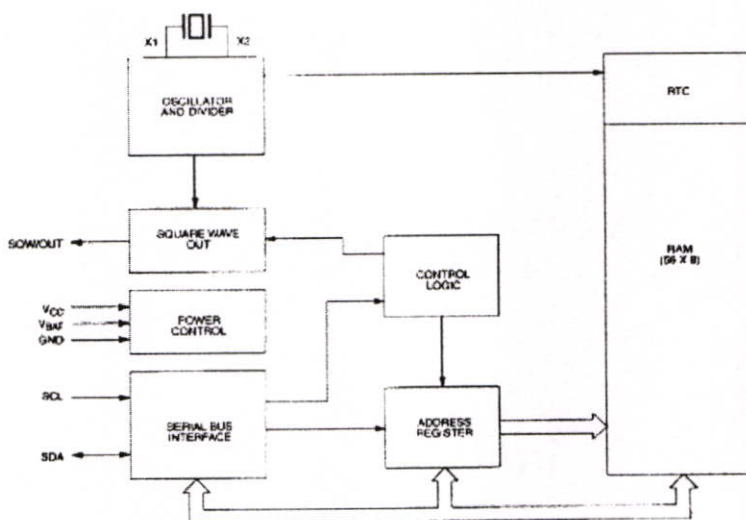 X1
X2
OSCILLATOR
AND DIVIDER
RTC
SQUARE WAVE
OUT
SQW/OUT
RAM
(56 X 8)
CONTROL
LOGIC
VCC
VBAT
GND
POWER
CONTROL
SCL
SERIAL BUS
INTERFACE
ADDRESS
REGISTER
SDA